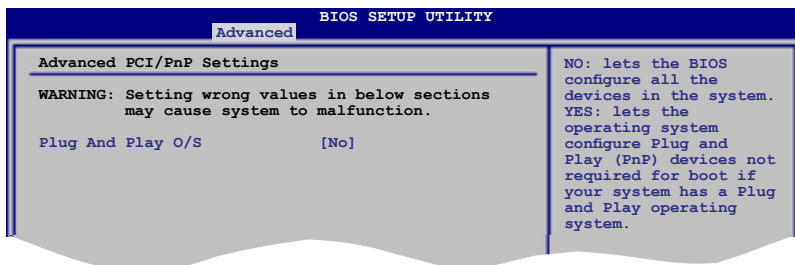 BIOS SETUP UTILITY
Advanced
Advanced PCI/PnP Settings
WARNING: Setting wrong values in below sections
may cause system to malfunction.
Plug And Play O/S [No]
NO: lets the BIOS
configure all the
devices in the system.
YES: lets the
operating system
configure Plug and
Play (PnP) devices not
required for boot if
your system has a Plug
and Play operating
system.